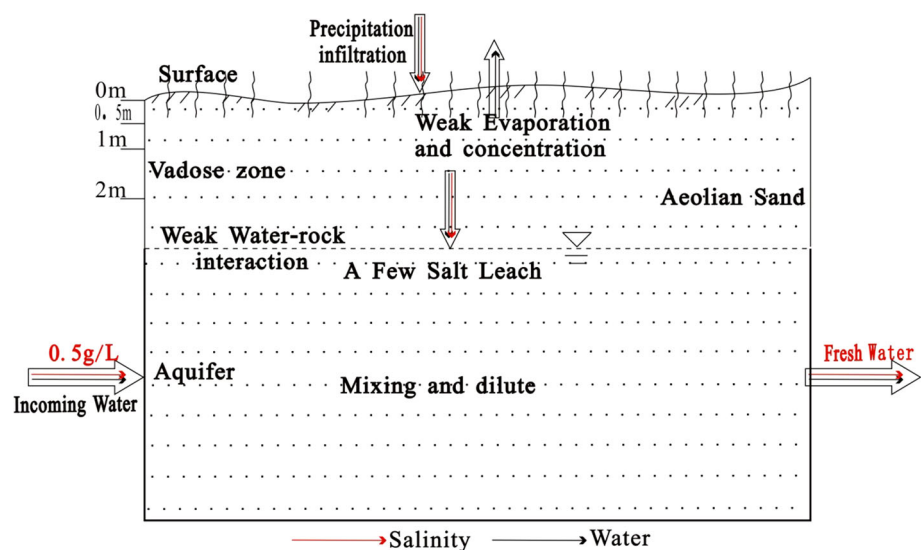 Precipitation
infiltration
Surface
0m
0. 5m
1m
2m
Weak Evaporation
and concentration
Vadose zone
Aeolian Sand
Weak Water-rock
interaction
A Few Salt Leach
0.5g/L
Incoming Water
Aquifer
Mixing and dilute
Fresh Water
Salinity
Water